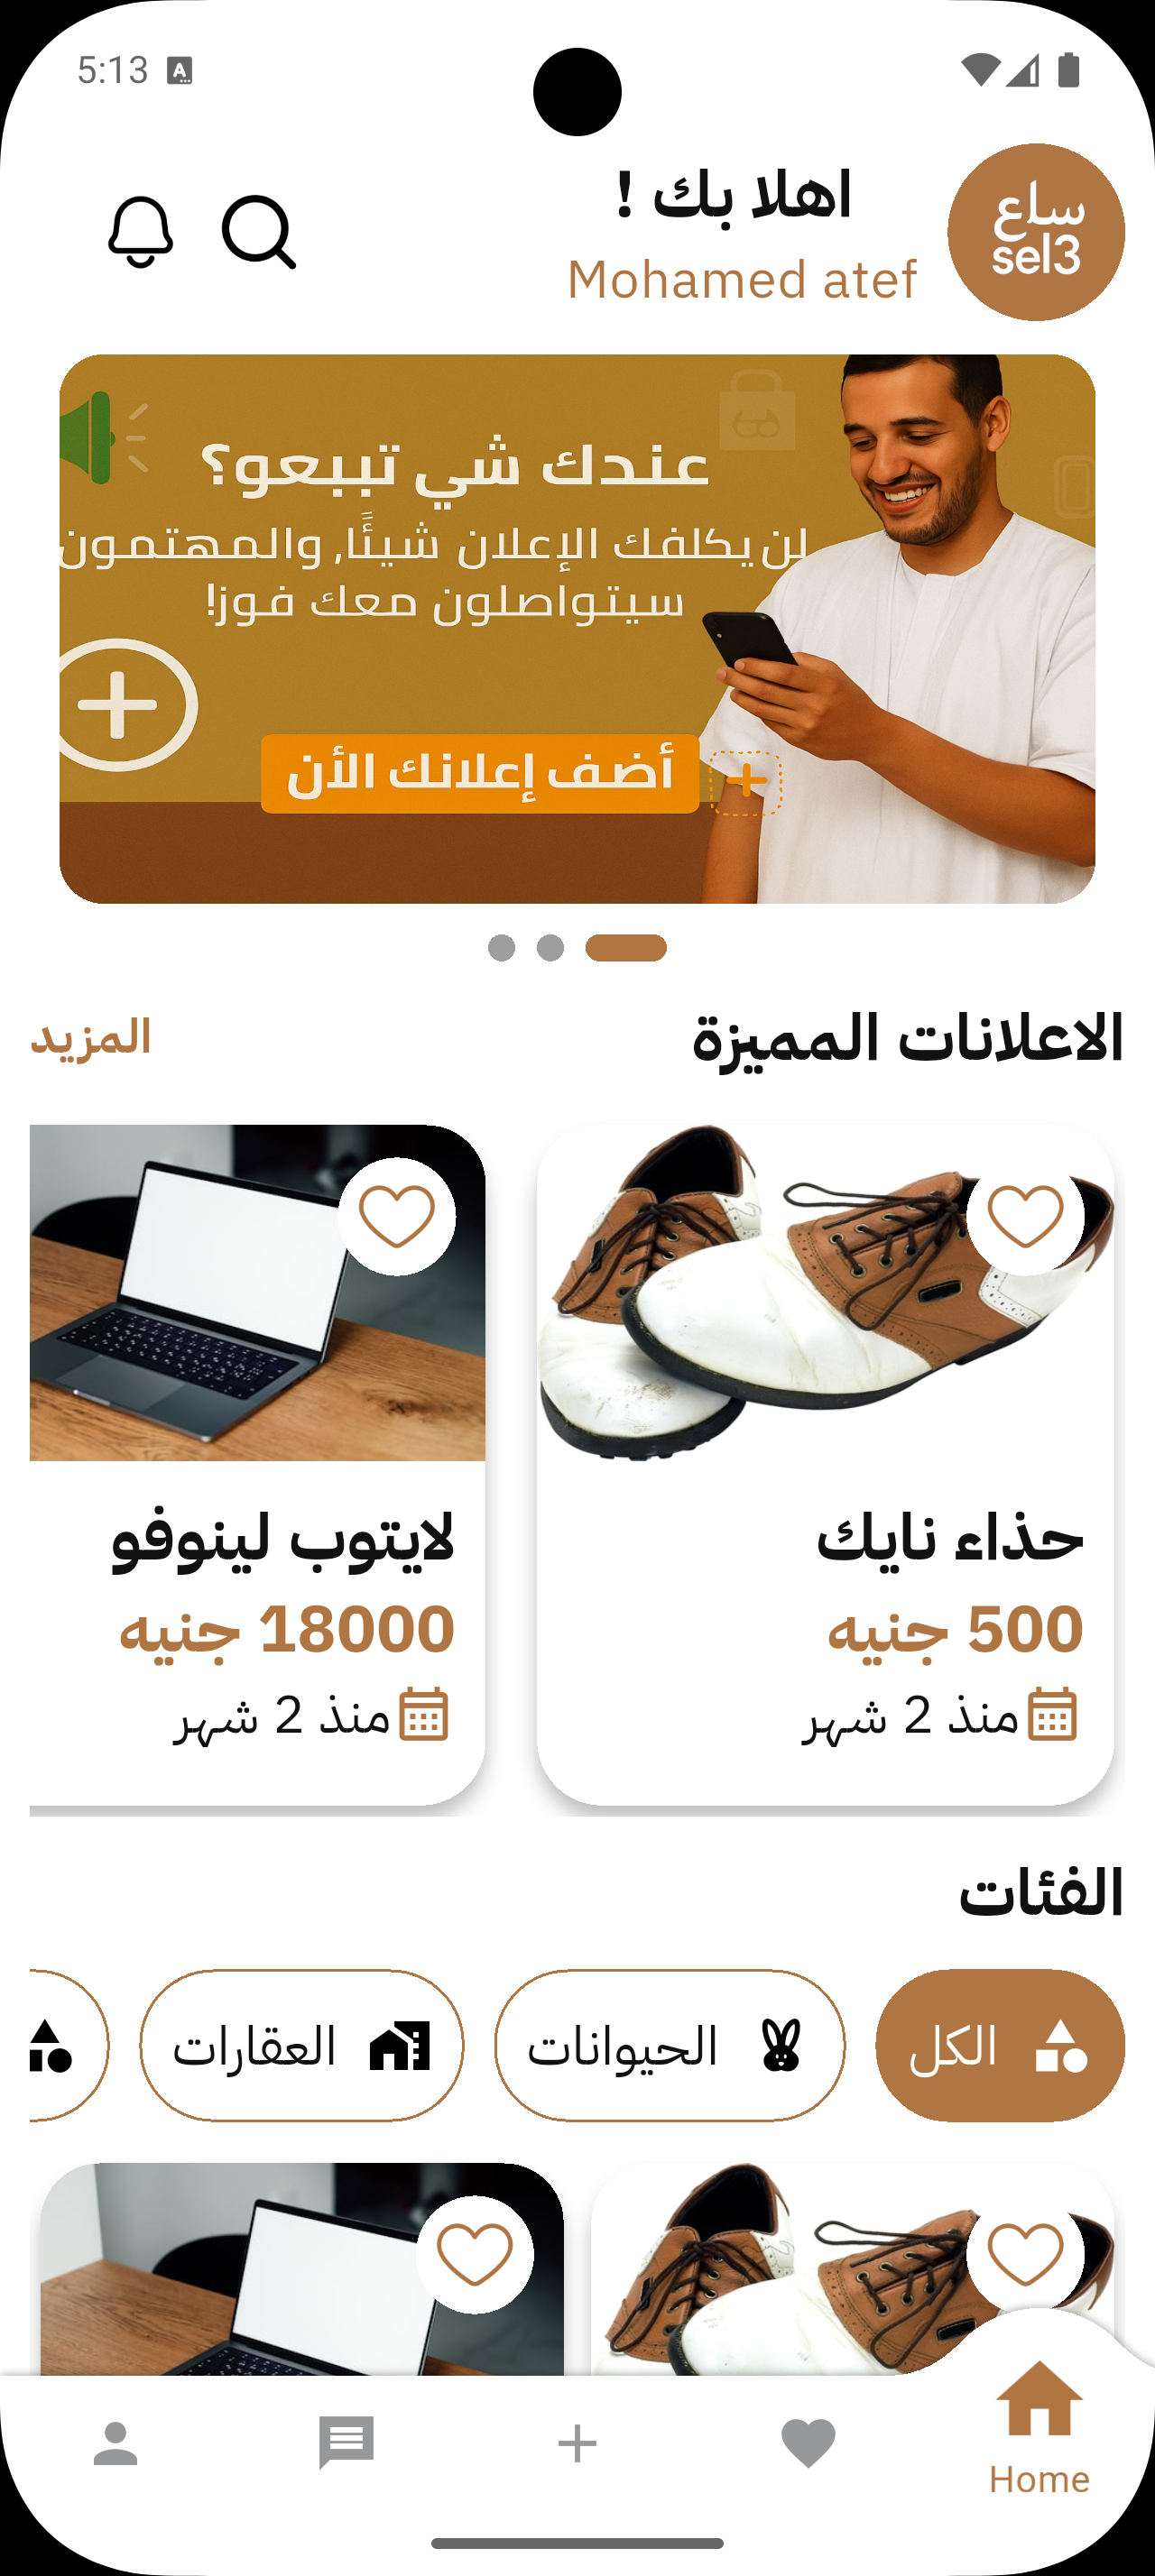 5:13
اهلا بك !
Mohamed atef
سلع
sel3
عندك شي تبيعو؟
لن يكلفك الإعلان شيئًا, والمهتمون
سيتواصلون معك فوز!
أضف إعلانك الأن
الاعلانات المميزة
المزيد
حذاء نايك
500 جنيه
منذ 2 شهر
لايتوب لينوفو
18000 جنيه
منذ 2 شهر
الفئات
الكل
الحيوانات
العقارات
Home